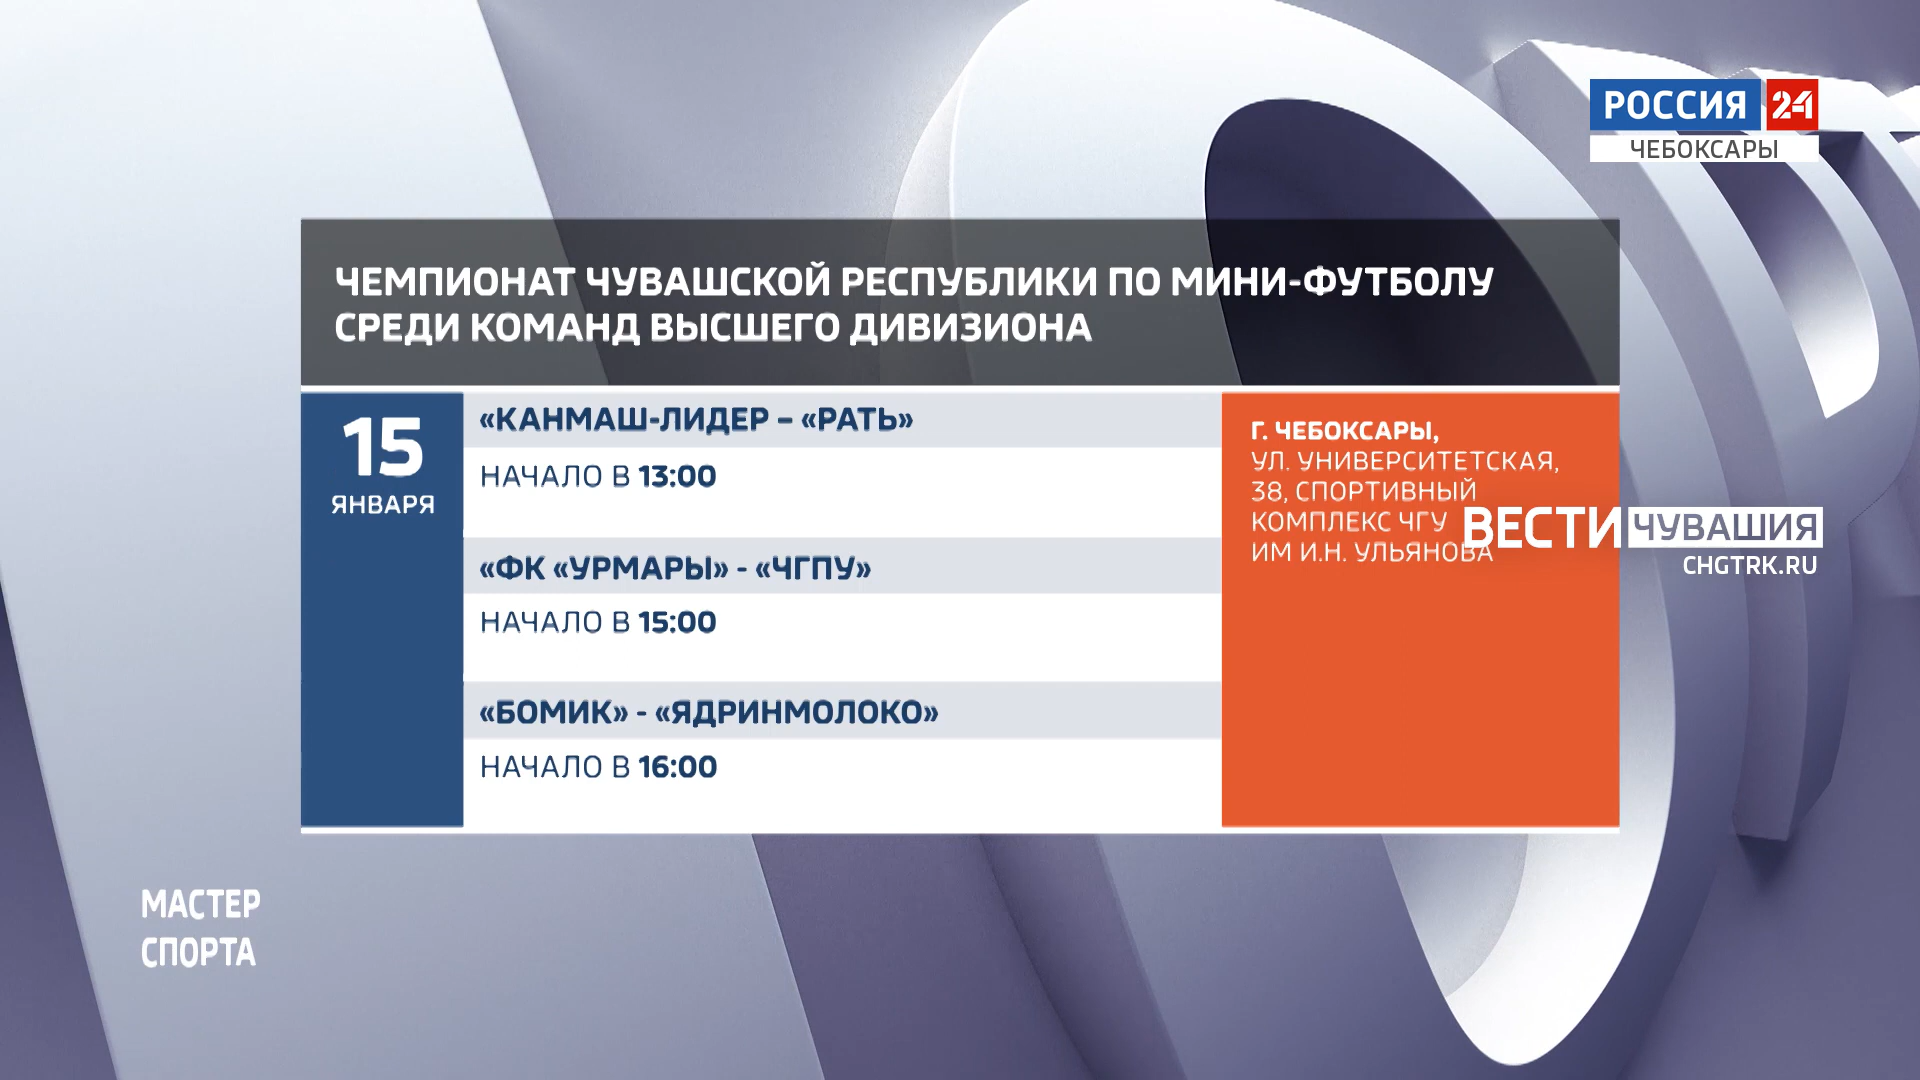 РОССИЯ 24
ЧЕБОКСАРЫ
ЧЕМПИОНАТ ЧУВАШСКОЙ РЕСПУБЛИКИ ПО МИНИ-ФУТБОЛУ
СРЕДИ КОМАНД ВЫСШЕГО ДИВИЗИОНА
15
ЯНВАРЯ
«КАНМАШ-ЛИДЕР – «РАТЬ»
НАЧАЛО В 13:00
«ФК «УРМАРЫ» - «ЧГПУ»
НАЧАЛО В 15:00
«БОМИК» - «ЯДРИНМОЛОКО»
НАЧАЛО В 16:00
Г. ЧЕБОКСАРЫ,
УЛ. УНИВЕРСИТЕТСКАЯ,
38, СПОРТИВНЫЙ
КОМПЛЕКС ЧГУ
ИМ И.Н. УЛЬЯНОВА
ВЕСТИ ЧУВАШИЯ
CHGTRK.RU
МАСТЕР
СПОРТА